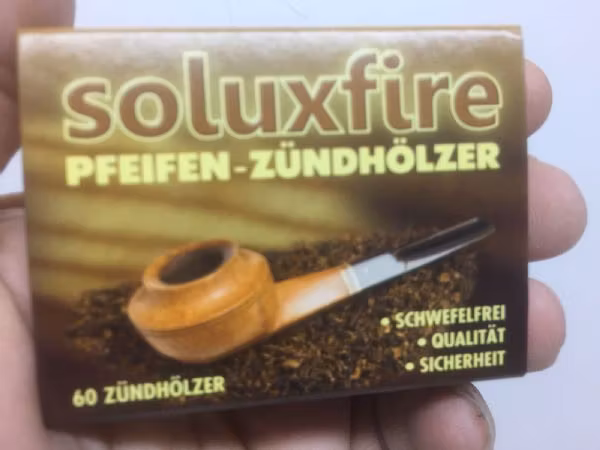 soluxfire
PFEIFEN-ZÜNDHÖLZER
• SCHWEFELFREI
• QUALITÄT
• SICHERHEIT
60 ZÜNDHÖLZER